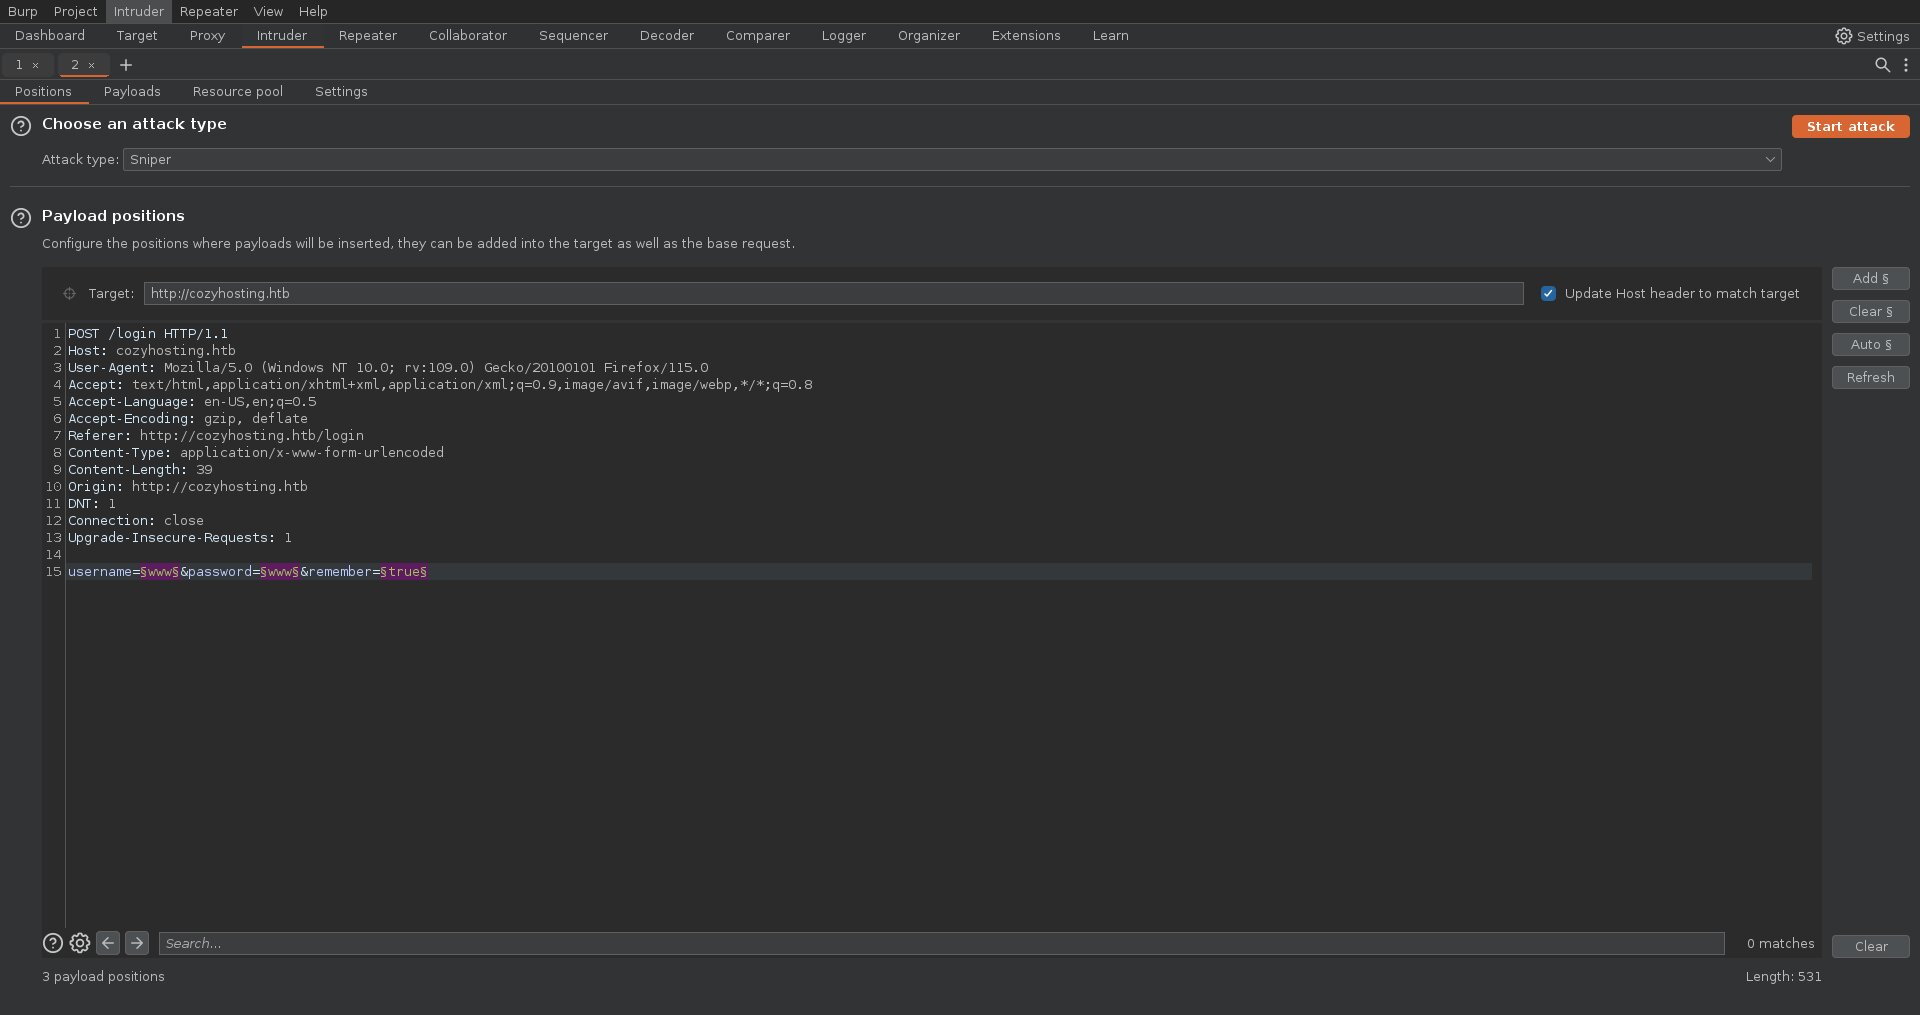 Burp Project Intruder Repeater View Help
Dashboard Target Proxy Intruder Repeater Collaborator Sequencer Decoder Comparer Logger Organizer Extensions Learn Settings
1 × 2 × +
Positions Payloads Resource pool Settings
? Choose an attack type
Start attack
Attack type: Sniper
? Payload positions
Configure the positions where payloads will be inserted, they can be added into the target as well as the base request.
Target: http://cozyhosting.htb Update Host header to match target
Add §
Clear §
Auto §
Refresh
1 POST /login HTTP/1.1
2 Host: cozyhosting.htb
3 User-Agent: Mozilla/5.0 (Windows NT 10.0; rv:109.0) Gecko/20100101 Firefox/115.0
4 Accept: text/html,application/xhtml+xml,application/xml;q=0.9,image/avif,image/webp,*/*;q=0.8
5 Accept-Language: en-US,en;q=0.5
6 Accept-Encoding: gzip, deflate
7 Referer: http://cozyhosting.htb/login
8 Content-Type: application/x-www-form-urlencoded
9 Content-Length: 39
10 Origin: http://cozyhosting.htb
11 DNT: 1
12 Connection: close
13 Upgrade-Insecure-Requests: 1
14
15 username=§www§&password=§www§&remember=§true§
? Search... 0 matches
Clear
3 payload positions Length: 531